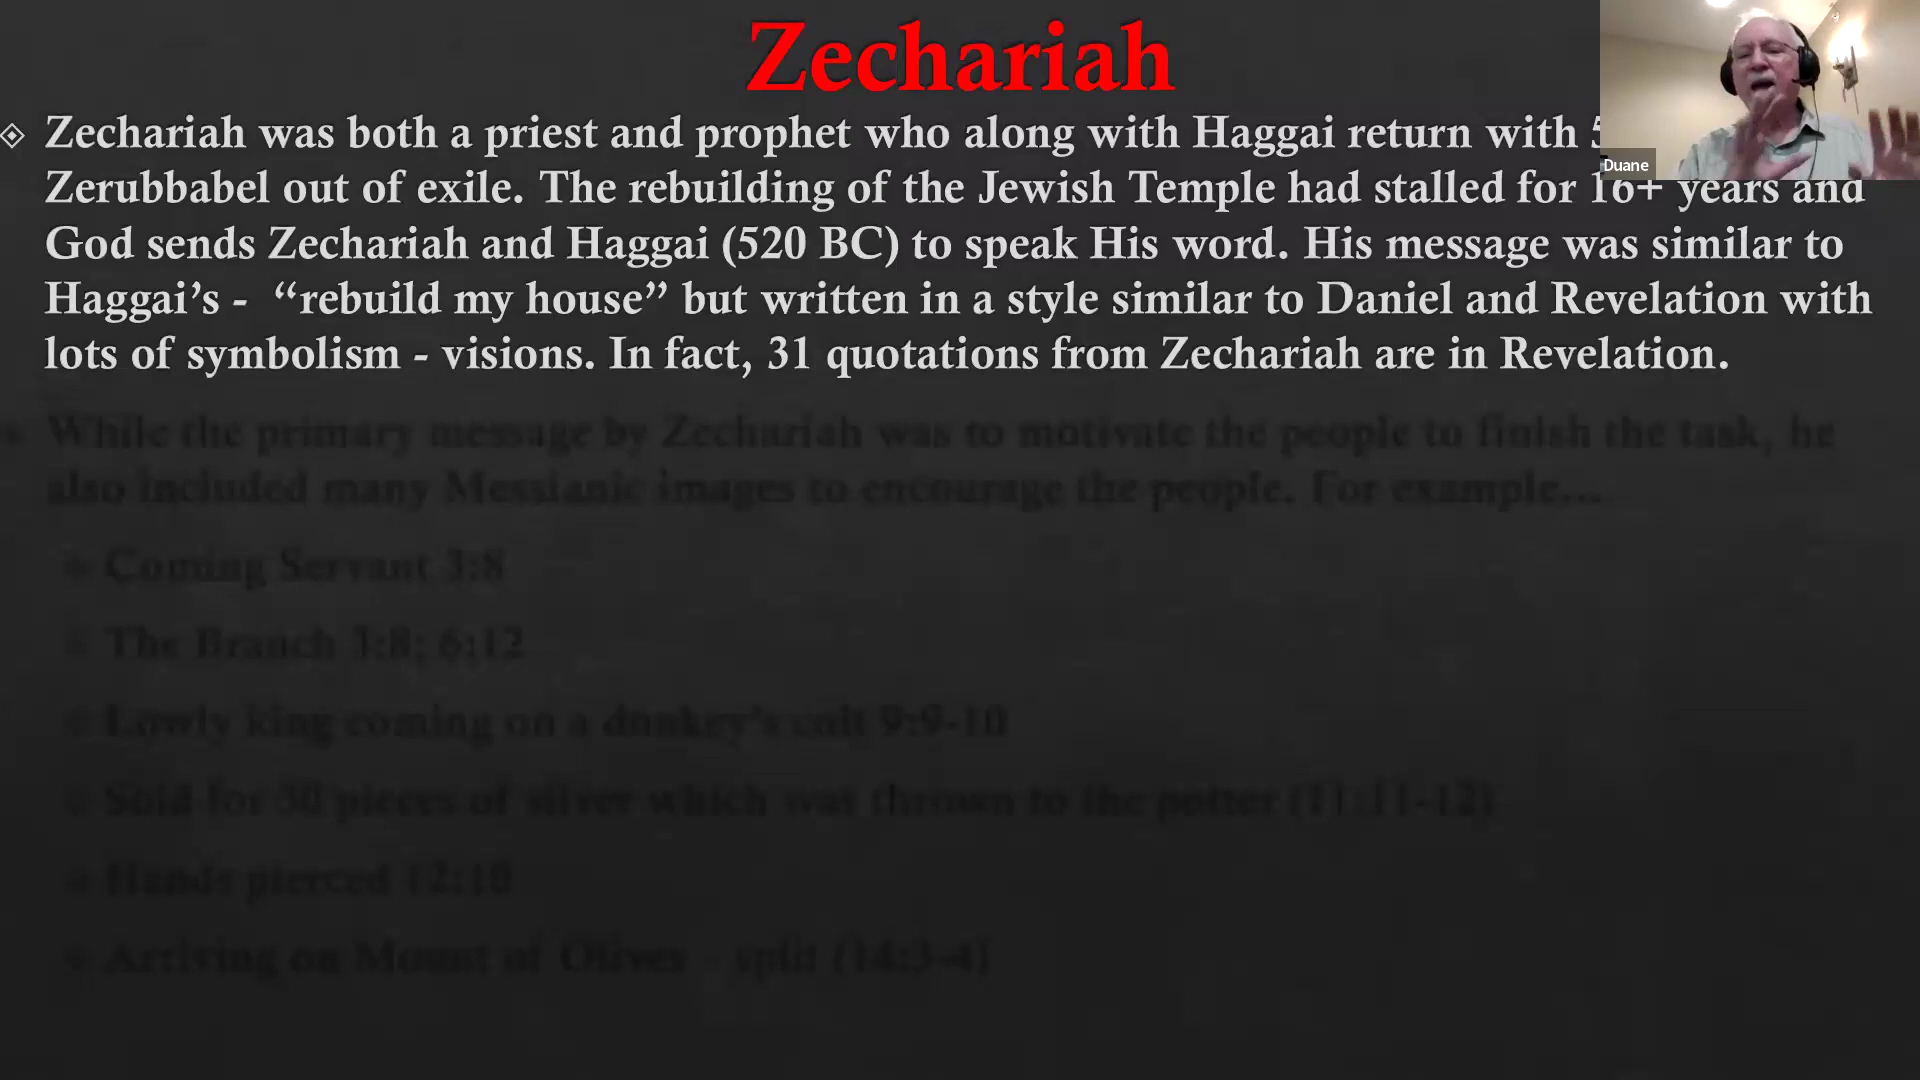 Zechariah
Zechariah was both a priest and prophet who along with Haggai return with 5
Duane
Zerubbabel out of exile. The rebuilding of the Jewish Temple had stalled for 16+ years and
God sends Zechariah and Haggai (520 BC) to speak His word. His message was similar to
Haggai’s - “rebuild my house” but written in a style similar to Daniel and Revelation with
lots of symbolism - visions. In fact, 31 quotations from Zechariah are in Revelation.
While the primary message by Zechariah was to motivate the people to finish the task, he
also included many Messianic images to encourage the people. For example...
Coming Servant 3:8
The Branch 3:8; 6:12
Lowly king coming on a donkey’s colt 9:9-10
Sold for 30 pieces of silver which was thrown to the potter (11:11-12)
Hands pierced 12:10
Arriving on Mount of Olives - split (14:3-4)